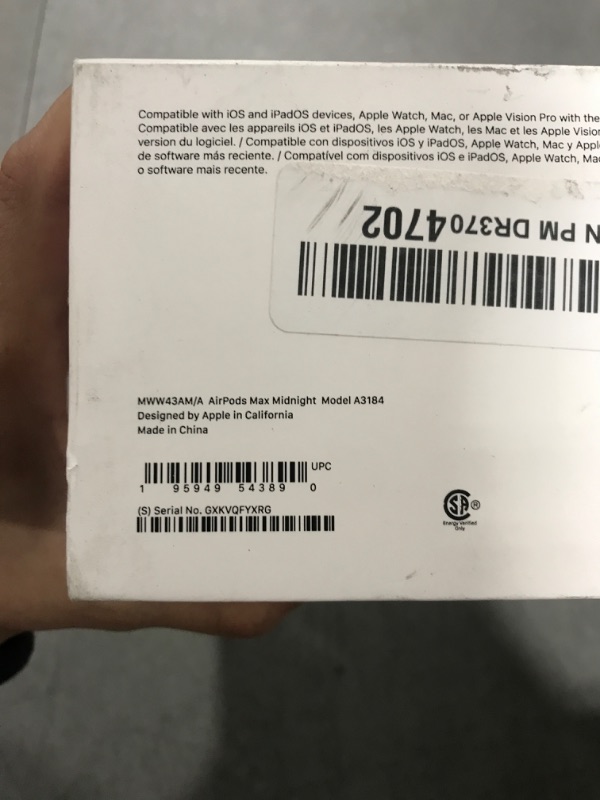 Compatible with iOS and iPadOS devices, Apple Watch, Mac, or Apple Vision Pro with the
Compatible avec les appareils iOS et iPadOS, les Apple Watch, les Mac et les Apple Vision
version du logiciel. / Compatible con dispositivos iOS y iPadOS, Apple Watch, Mac y Apple
de software más reciente. / Compatível com dispositivos iOS e iPadOS, Apple Watch, Mac
o software mais recente.
N PM DR3704702
MWW43AM/A AirPods Max Midnight Model A3184
Designed by Apple in California
Made in China
UPC
1 95949 54389 0
(S) Serial No. GXKVQFYXRG
SA ®
Energy Verified
Only